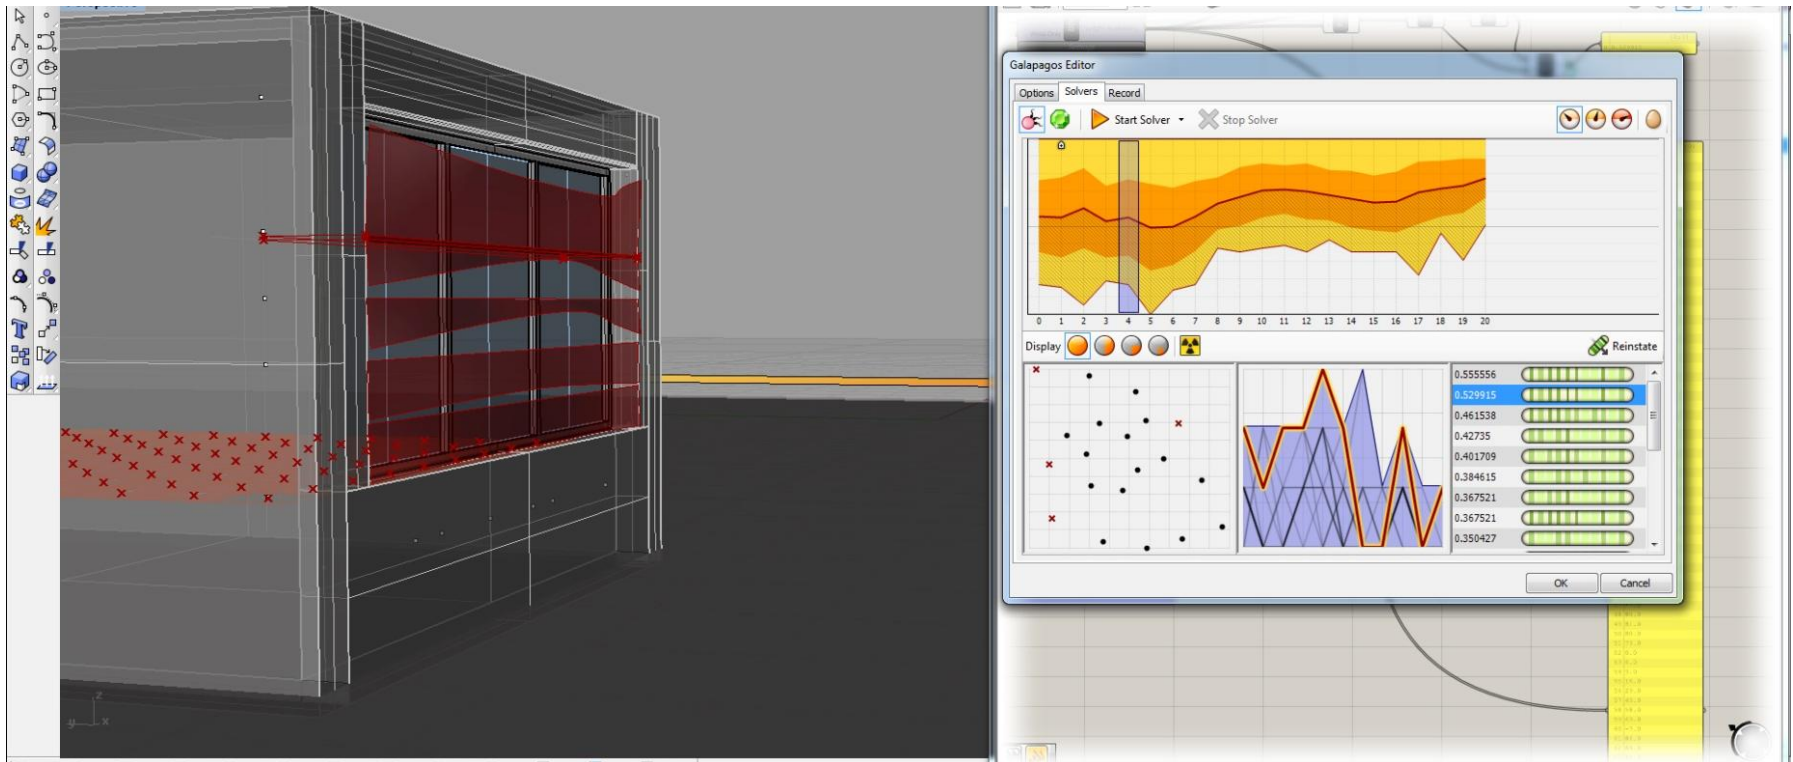 Galapagos Editor
Options Solvers Record
Start Solver Stop Solver
0 1 2 3 4 5 6 7 8 9 10 11 12 13 14 15 16 17 18 19 20
Display Reinstate
0.555556
0.529915
0.461538
0.42735
0.401709
0.384615
0.367521
0.367521
0.350427
OK Cancel
z
y x